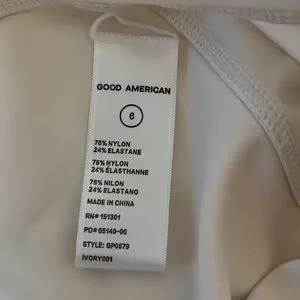 GOOD AMERICAN
6
76% NYLON
24% ELASTANE
76% NYLON
24% ÉLASTHANNE
76% NILON
24% ELASTANO
MADE IN CHINA
RN# 151301
PO# 05140-00
STYLE: GP0679
IVORY001